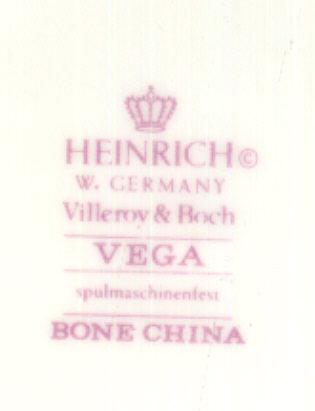 HEINRICH©
W. GERMANY
Villeroy & Boch
VEGA
spulmaschinenfest
BONE CHINA